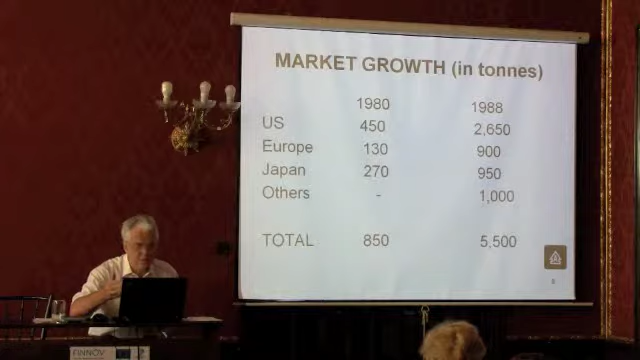 MARKET GROWTH (in tonnes)
1980 1988
US 450 2,650
Europe 130 900
Japan 270 950
Others - 1,000
TOTAL 850 5,500
FINNOV